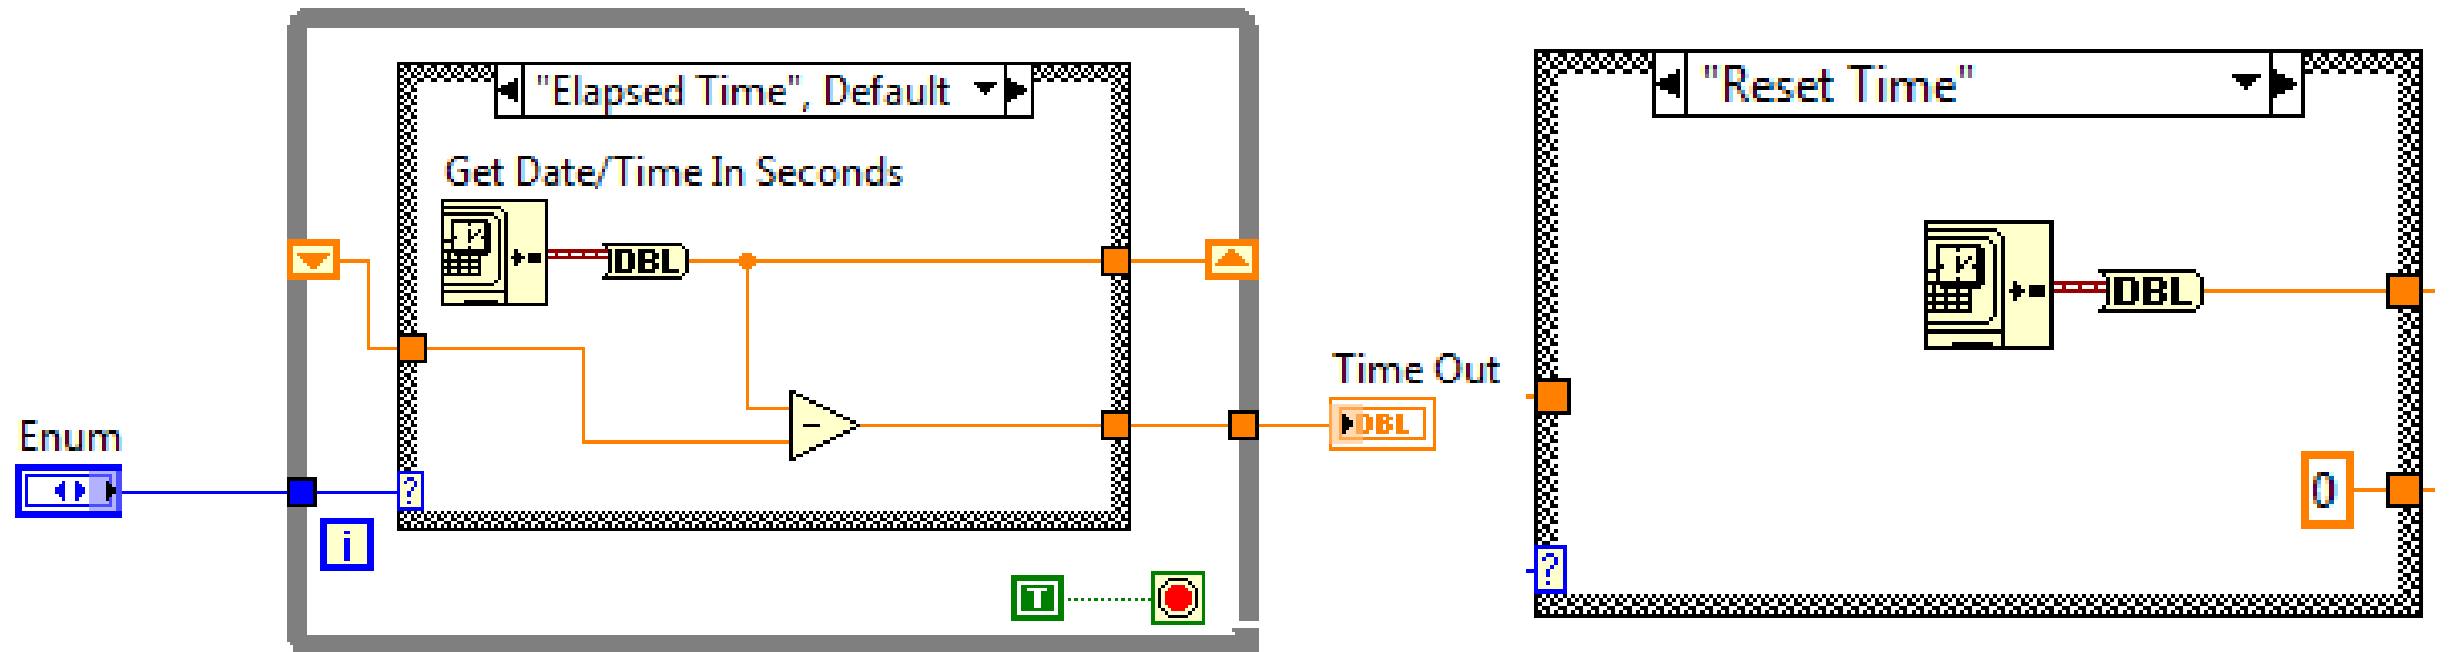 "Elapsed Time", Default
Get Date/Time In Seconds
DBL
Time Out
DBL
Enum
?
i
T
"Reset Time"
DBL
0
?